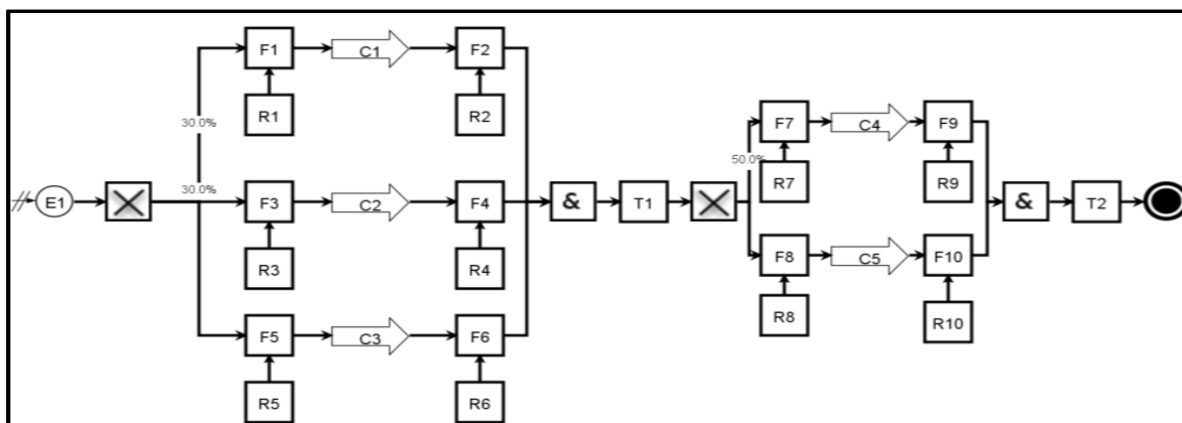 F1
C1
F2
R1
R2
30.0%
30.0%
E1
F3
C2
F4
R3
R4
F5
C3
F6
R5
R6
&
T1
50.0%
F7
C4
F9
R7
R9
F8
C5
F10
R8
R10
&
T2